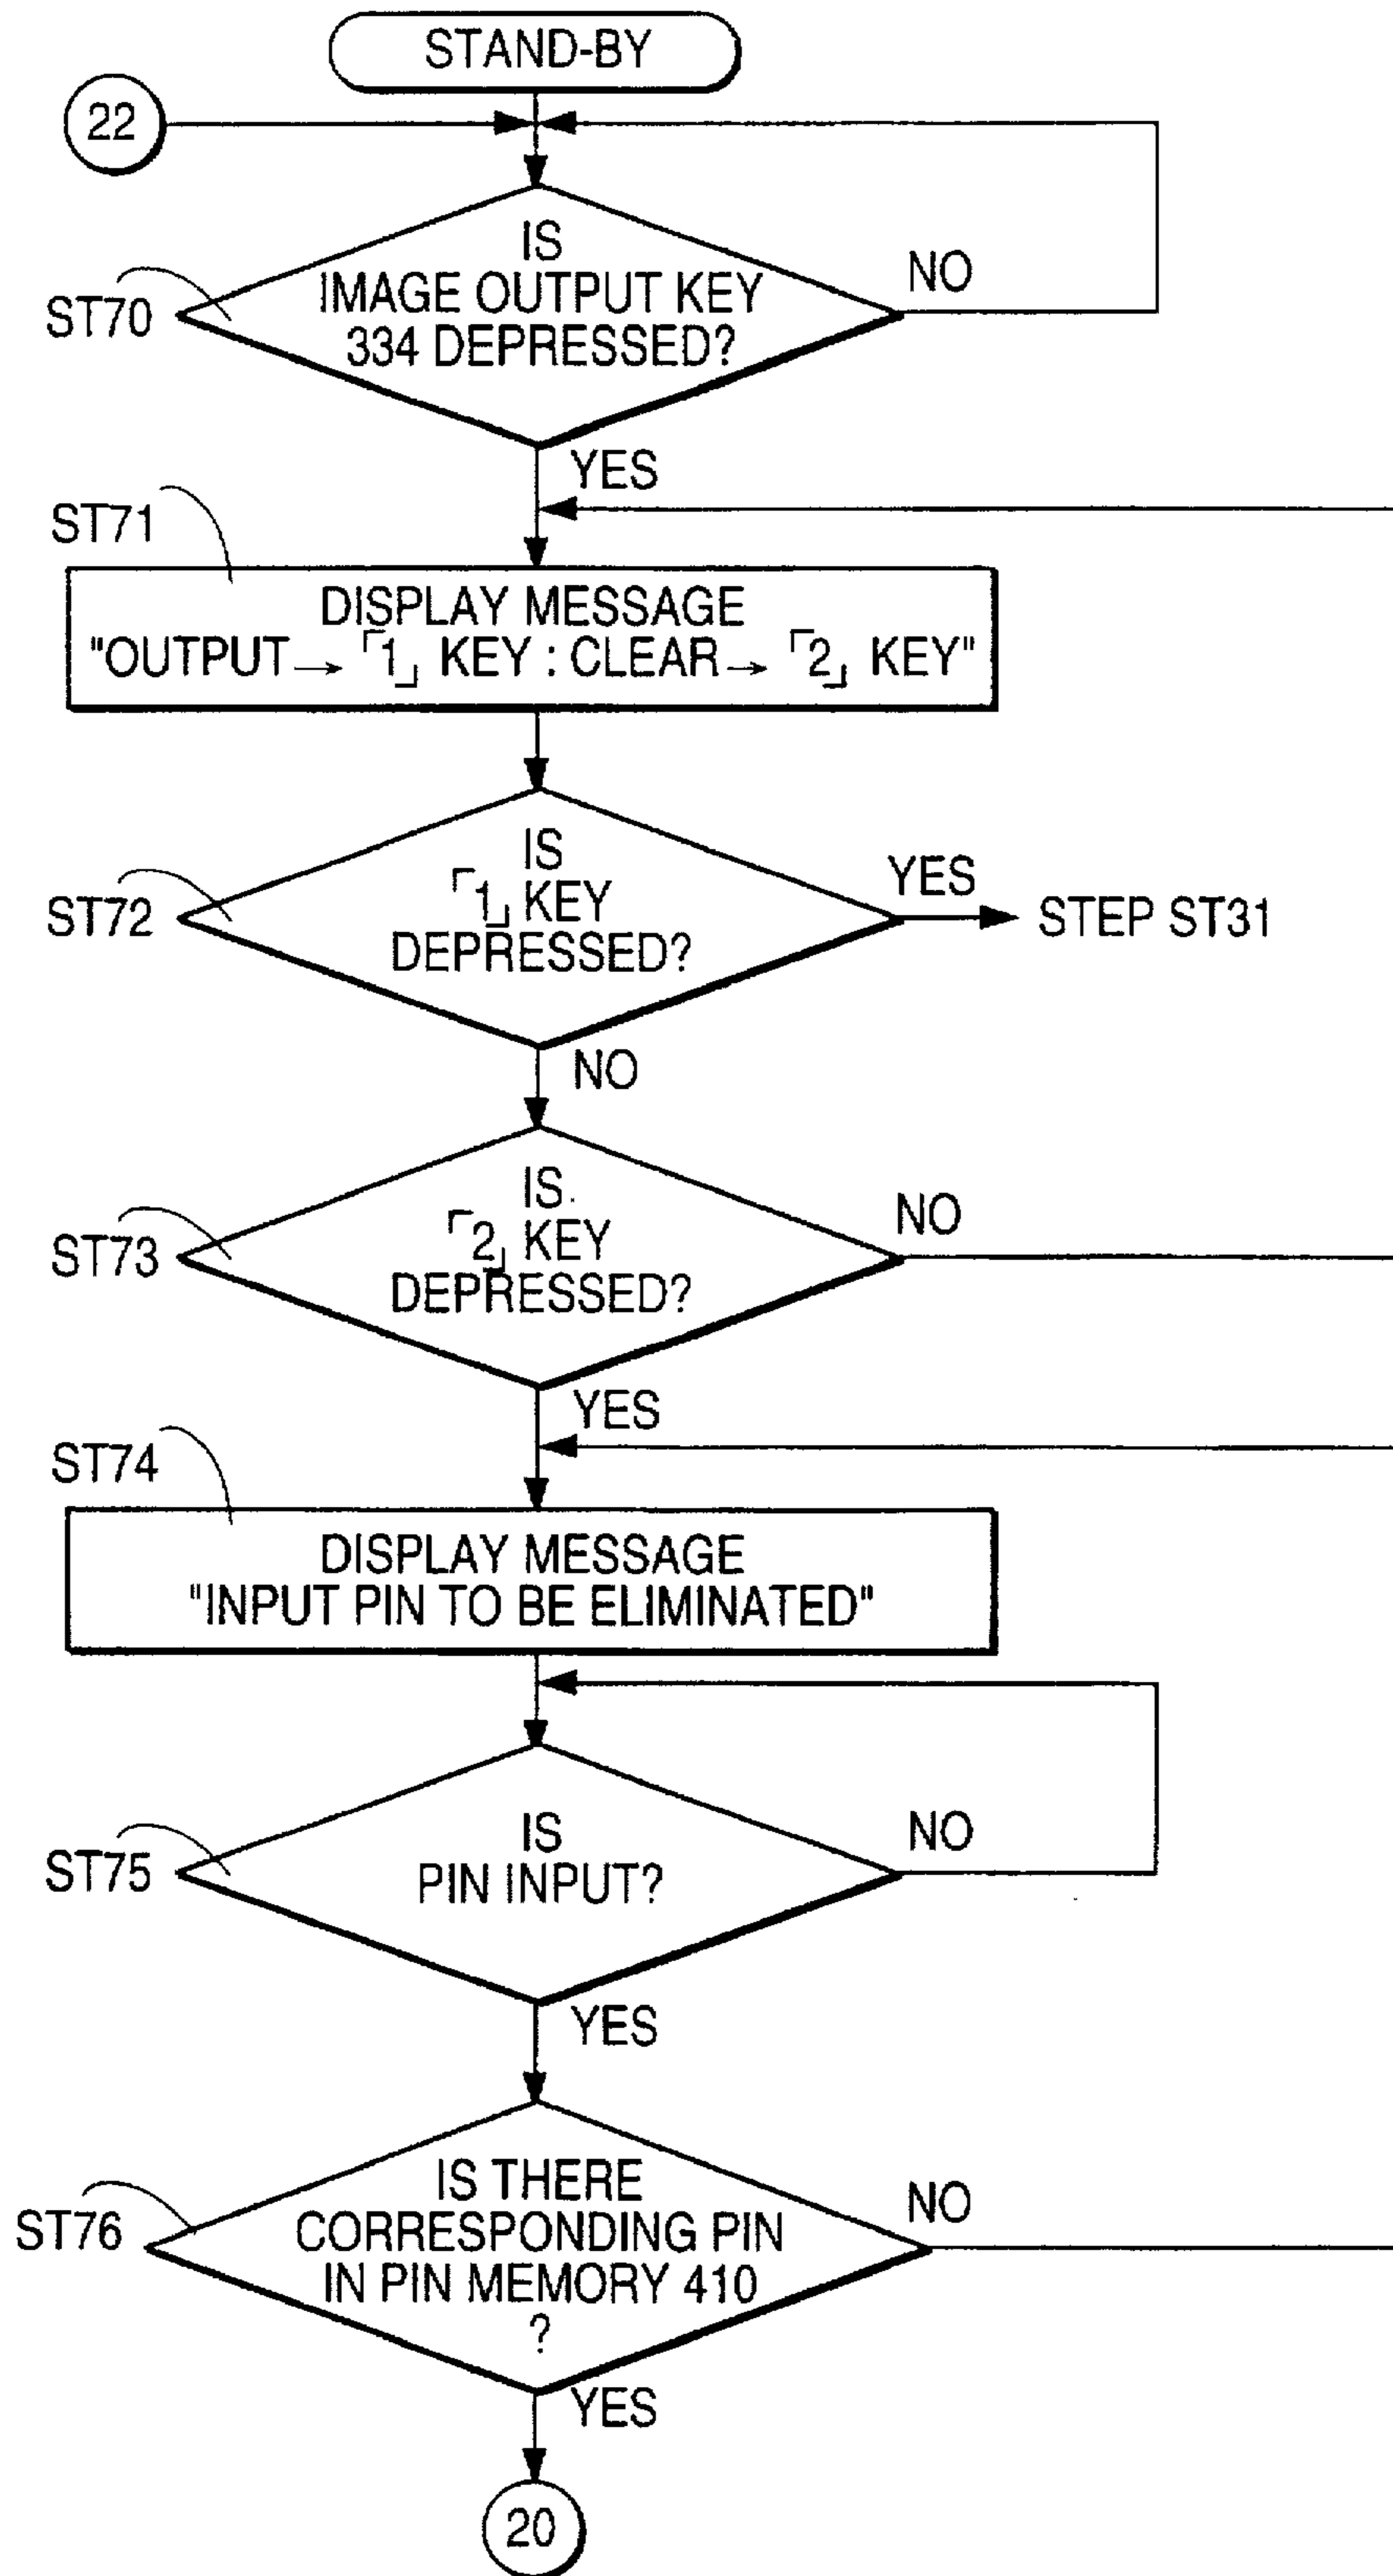 STAND-BY
22
IS
IMAGE OUTPUT KEY
334 DEPRESSED?
NO
ST70
YES
ST71
DISPLAY MESSAGE
"OUTPUT→ 「1」 KEY : CLEAR→ 「2」 KEY"
IS
「1」 KEY
DEPRESSED?
YES
STEP ST31
ST72
NO
IS
「2」 KEY
DEPRESSED?
NO
ST73
YES
ST74
DISPLAY MESSAGE
"INPUT PIN TO BE ELIMINATED"
IS
PIN INPUT?
NO
ST75
YES
IS THERE
CORRESPONDING PIN
IN PIN MEMORY 410
?
NO
ST76
YES
20